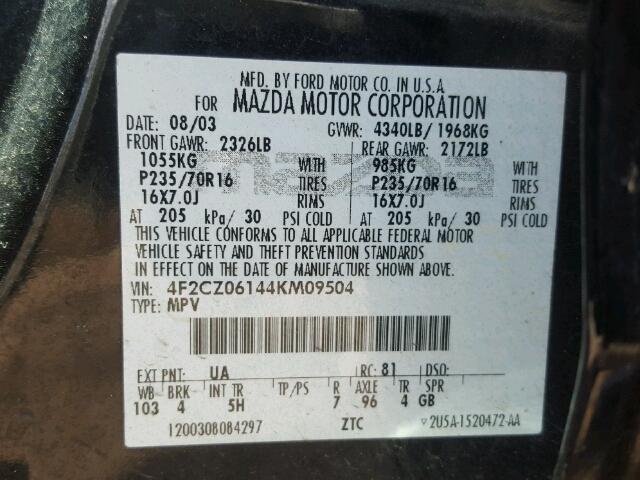 MFD. BY FORD MOTOR CO. IN U.S.A.
FOR MAZDA MOTOR CORPORATION
DATE: 08/03 GVWR: 4340LB/ 1968KG
FRONT GAWR: 2326LB REAR GAWR: 2172LB
1055KG WITH 985KG WITH
P235/70R16 TIRES P235/70R16 TIRES
16X7.0J RIMS 16X7.0J RIMS
AT 205 kPa/ 30 PSI COLD AT 205 kPa/ 30 PSI COLD
THIS VEHICLE CONFORMS TO ALL APPLICABLE FEDERAL MOTOR
VEHICLE SAFETY AND THEFT PREVENTION STANDARDS
IN EFFECT ON THE DATE OF MANUFACTURE SHOWN ABOVE.
VIN: 4F2CZ06144KM09504
TYPE: MPV
EXT PNT: UA RC: 81 DSO:
WB BRK INT TR TP/PS R AXLE TR SPR
103 4 5H 7 96 4 GB
1200308084297 ZTC 2U5A-1520472-AA